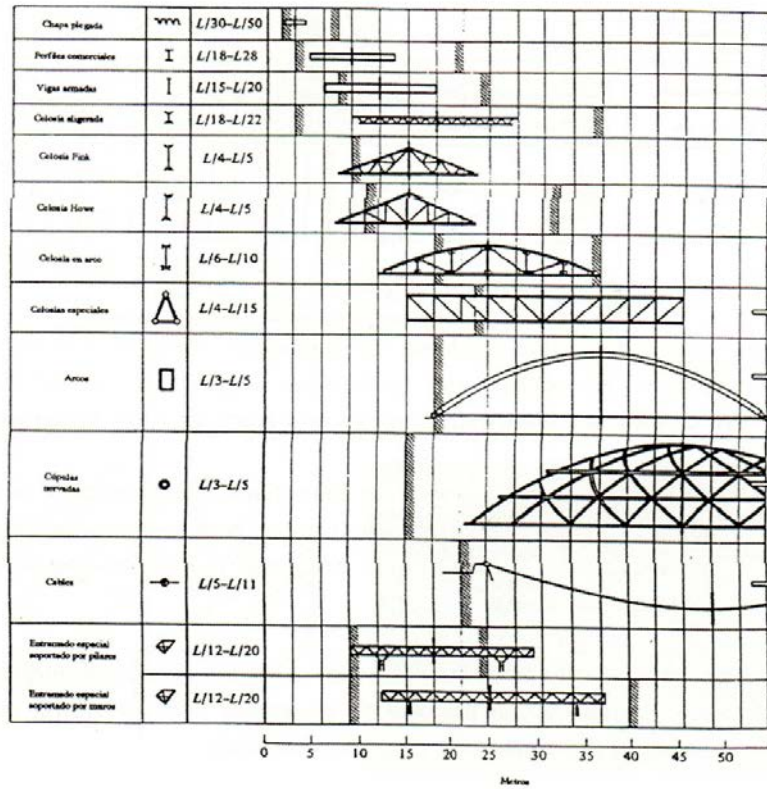 Chapa plegada L/30–L/50
Perfiles comerciales L/18–L28
Vigas armadas L/15–L/20
Celosía aligerada L/18–L/22
Celosía Fink L/4–L/5
Celosía Howe L/4–L/5
Celosía en arco L/6–L/10
Celosías especiales L/4–L/15
Arcos L/3–L/5
Cúpulas
nervadas L/3–L/5
Cables L/5–L/11
Entramado espacial
soportado por pilares L/12–L/20
Entramado espacial
soportado por muros L/12–L/20
0 5 10 15 20 25 30 35 40 45 50
Metros